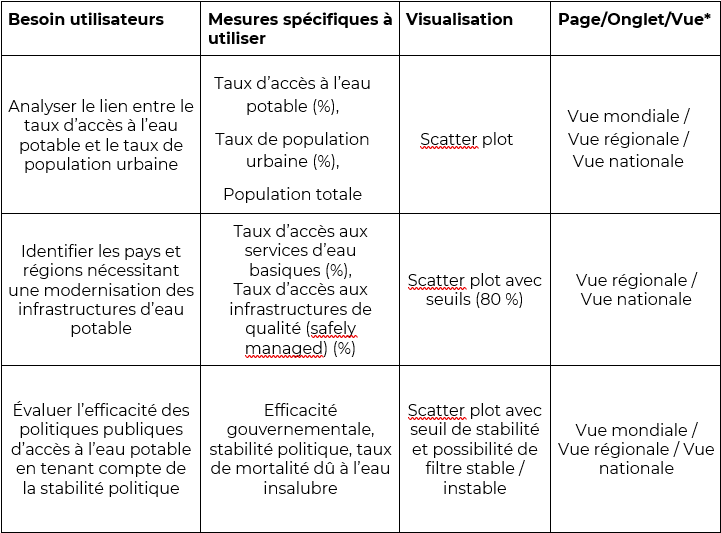 Besoin utilisateurs
Mesures spécifiques à
utiliser
Visualisation
Page/Onglet/Vue*
Analyser le lien entre le
taux d'accès à l'eau
potable et le taux de
population urbaine
Taux d'accès à l'eau
potable (%),
Taux de population
urbaine (%),
Population totale
Scatter plot
Vue mondiale /
Vue régionale /
Vue nationale
Identifier les pays et
régions nécessitant
une modernisation des
infrastructures d'eau
potable
Taux d'accès aux
services d'eau
basiques (%),
Taux d'accès aux
infrastructures de
qualité (safely
managed) (%)
Scatter plot avec
seuils (80 %)
Vue régionale /
Vue nationale
Évaluer l'efficacité des
politiques publiques
d'accès à l'eau potable
en tenant compte de
la stabilité politique
Efficacité
gouvernementale,
stabilité politique, taux
de mortalité dû à l'eau
insalubre
Scatter plot avec
seuil de stabilité
et possibilité de
filtre stable /
instable
Vue mondiale /
Vue régionale / Vue
nationale